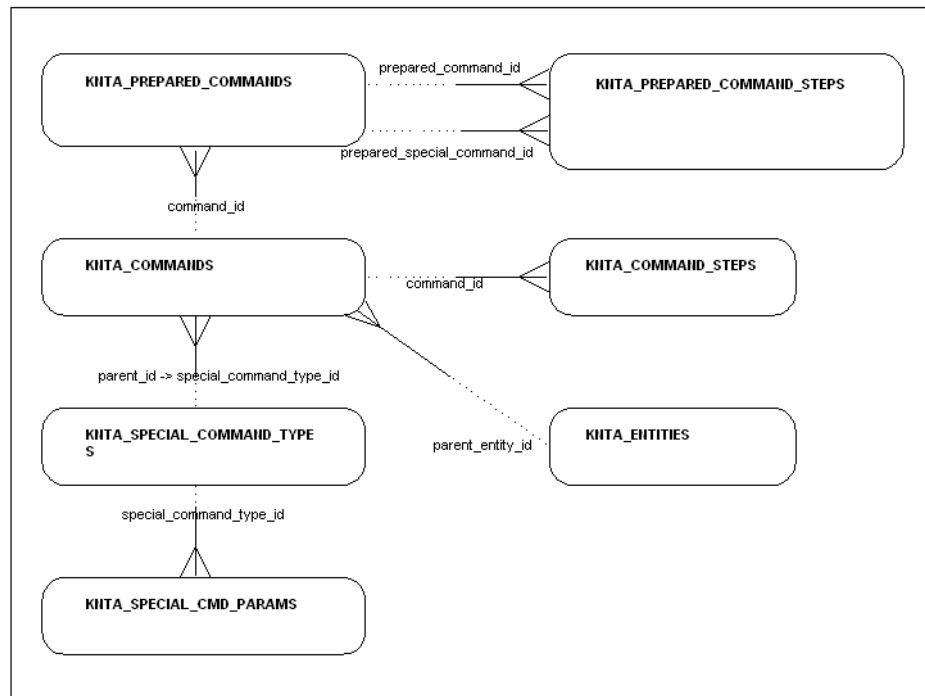 prepared_command_id
KNTA_PREPARED_COMMANDS
KNTA_PREPARED_COMMAND_STEPS
prepared_special_command_id
command_id
KNTA_COMMANDS
KNTA_COMMAND_STEPS
command_id
parent_id -> special_command_type_id
KNTA_SPECIAL_COMMAND_TYPE
S
KNTA_ENTITIES
parent_entity_id
special_command_type_id
KNTA_SPECIAL_CMD_PARAMS